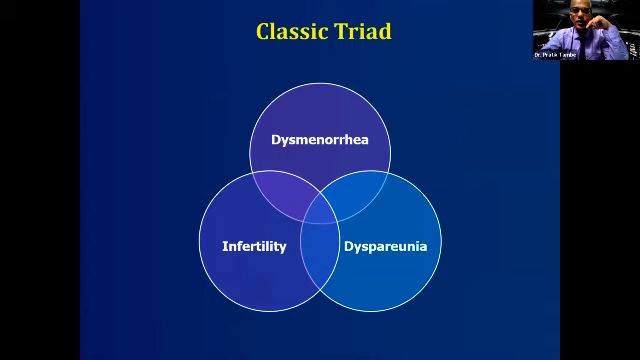 Classic Triad
Dr. Pratik Tambe
Dysmenorrhea
Infertility
Dyspareunia